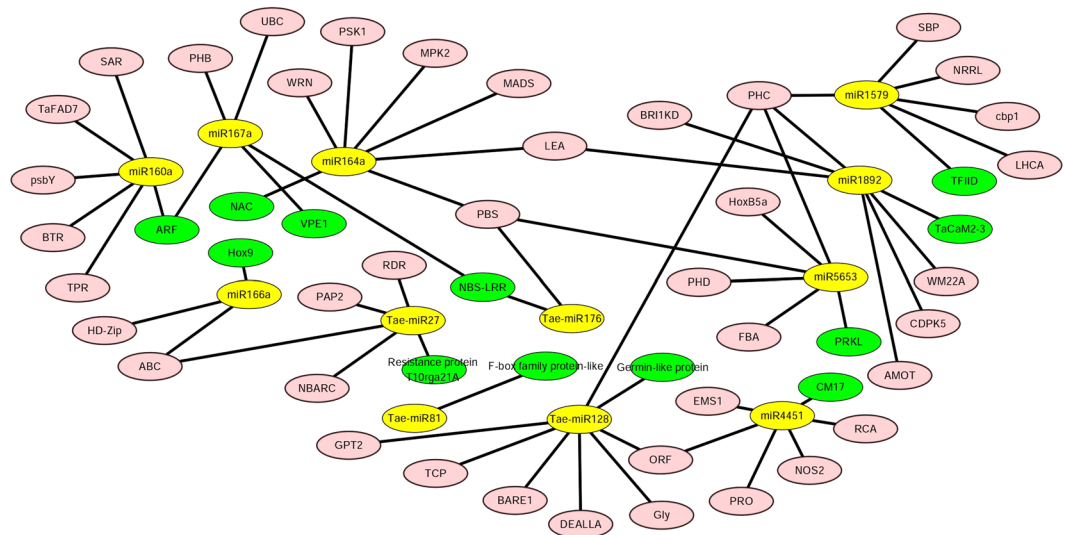 UBC
SBP
PSK1
MPK2
PHB
SAR
NRRL
WRN
MADS
PHC
miR1579
TaFAD7
BRI1KD
cbp1
miR167a
LEA
miR164a
LHCA
miR160a
psbY
miR1892
TFIID
HoxB5a
NAC
PBS
VPE1
ARF
TaCaM2-3
BTR
Hox9
RDR
miR5653
PHD
WM22A
TPR
NBS-LRR
miR166a
PAP2
Tae-miR27
Tae-miR176
CDPK5
HD-Zip
FBA
PRKL
ABC
Resistance protein
T10rga21A
F-box family protein-like
Germin-like protein
AMOT
NBARC
CM17
EMS1
Tae-miR81
Tae-miR128
miR4451
RCA
GPT2
ORF
TCP
NOS2
BARE1
PRO
Gly
DEALLA